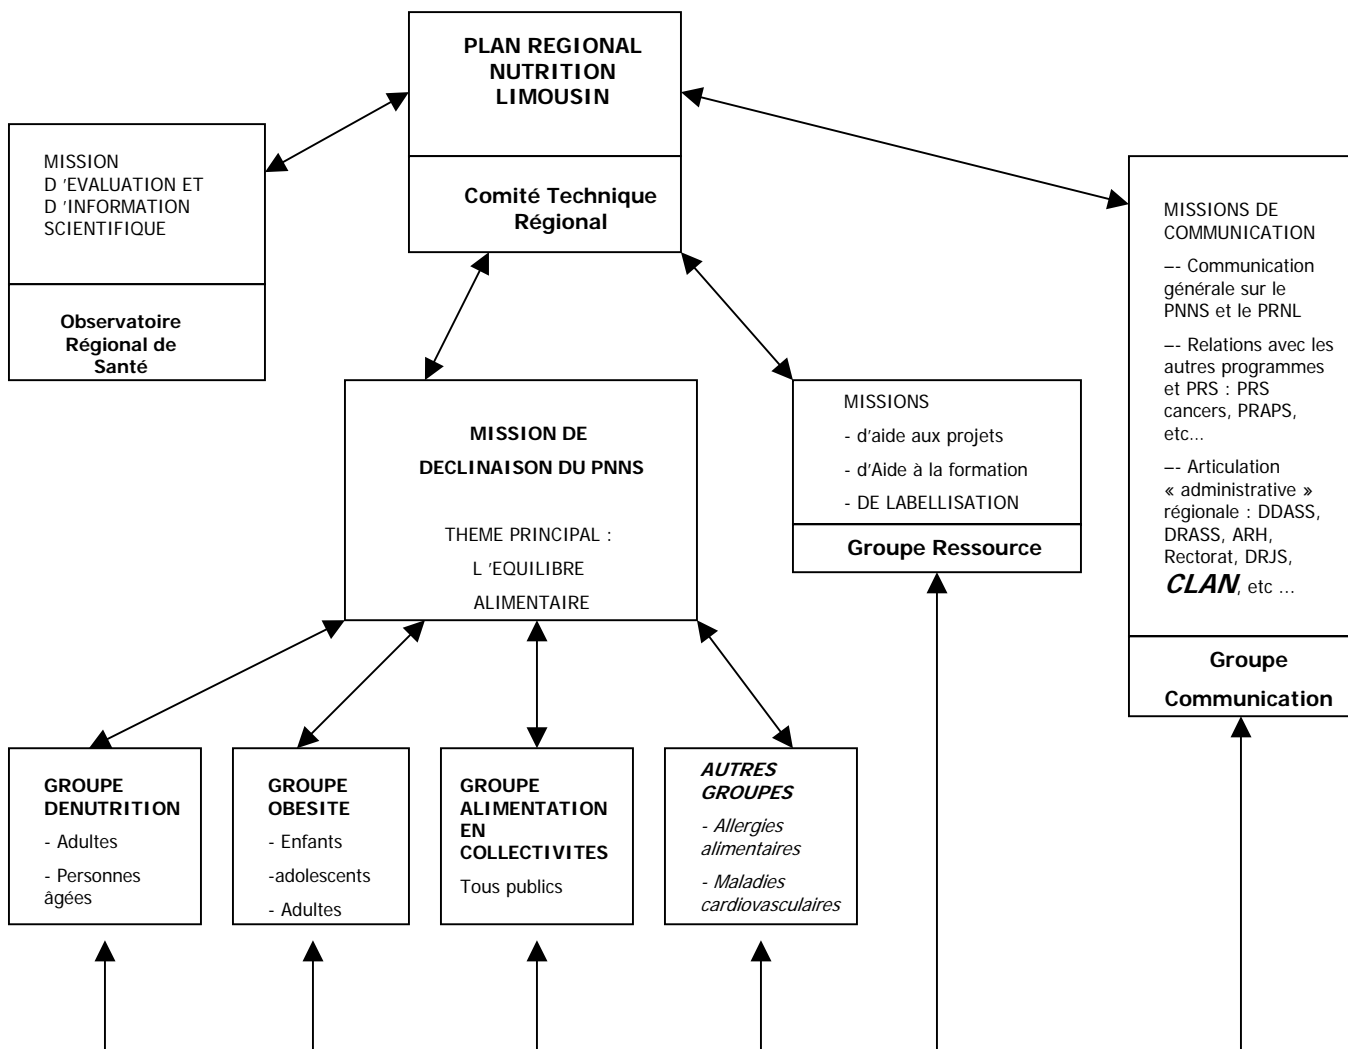 PLAN REGIONAL
NUTRITION
LIMOUSIN
Comité Technique
Régional
MISSION
D 'EVALUATION ET
D 'INFORMATION
SCIENTIFIQUE
Observatoire
Régional de
Santé
MISSIONS DE
COMMUNICATION
–- Communication
générale sur le
PNNS et le PRNL
–- Relations avec les
autres programmes
et PRS : PRS
cancers, PRAPS,
etc…
–- Articulation
« administrative »
régionale : DDASS,
DRASS, ARH,
Rectorat, DRJS,
CLAN, etc …
Groupe
Communication
MISSION DE
DECLINAISON DU PNNS
THEME PRINCIPAL :
L 'EQUILIBRE
ALIMENTAIRE
MISSIONS
- d'aide aux projets
- d'Aide à la formation
- DE LABELLISATION
Groupe Ressource
GROUPE
DENUTRITION
- Adultes
- Personnes
âgées
GROUPE
OBESITE
- Enfants
-adolescents
- Adultes
GROUPE
ALIMENTATION
EN
COLLECTIVITES
Tous publics
AUTRES
GROUPES
- Allergies
alimentaires
- Maladies
cardiovasculaires